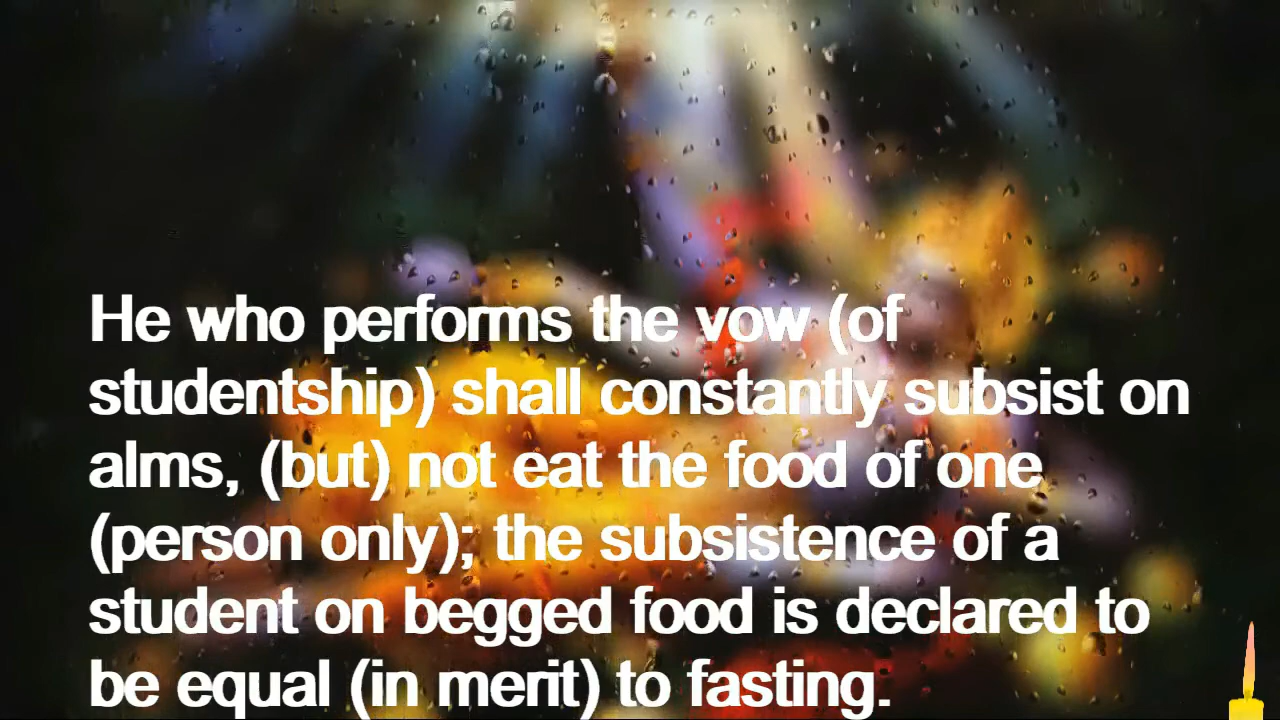 He who performs the vow (of
studentship) shall constantly subsist on
alms, (but) not eat the food of one
(person only); the subsistence of a
student on begged food is declared to
be equal (in merit) to fasting.